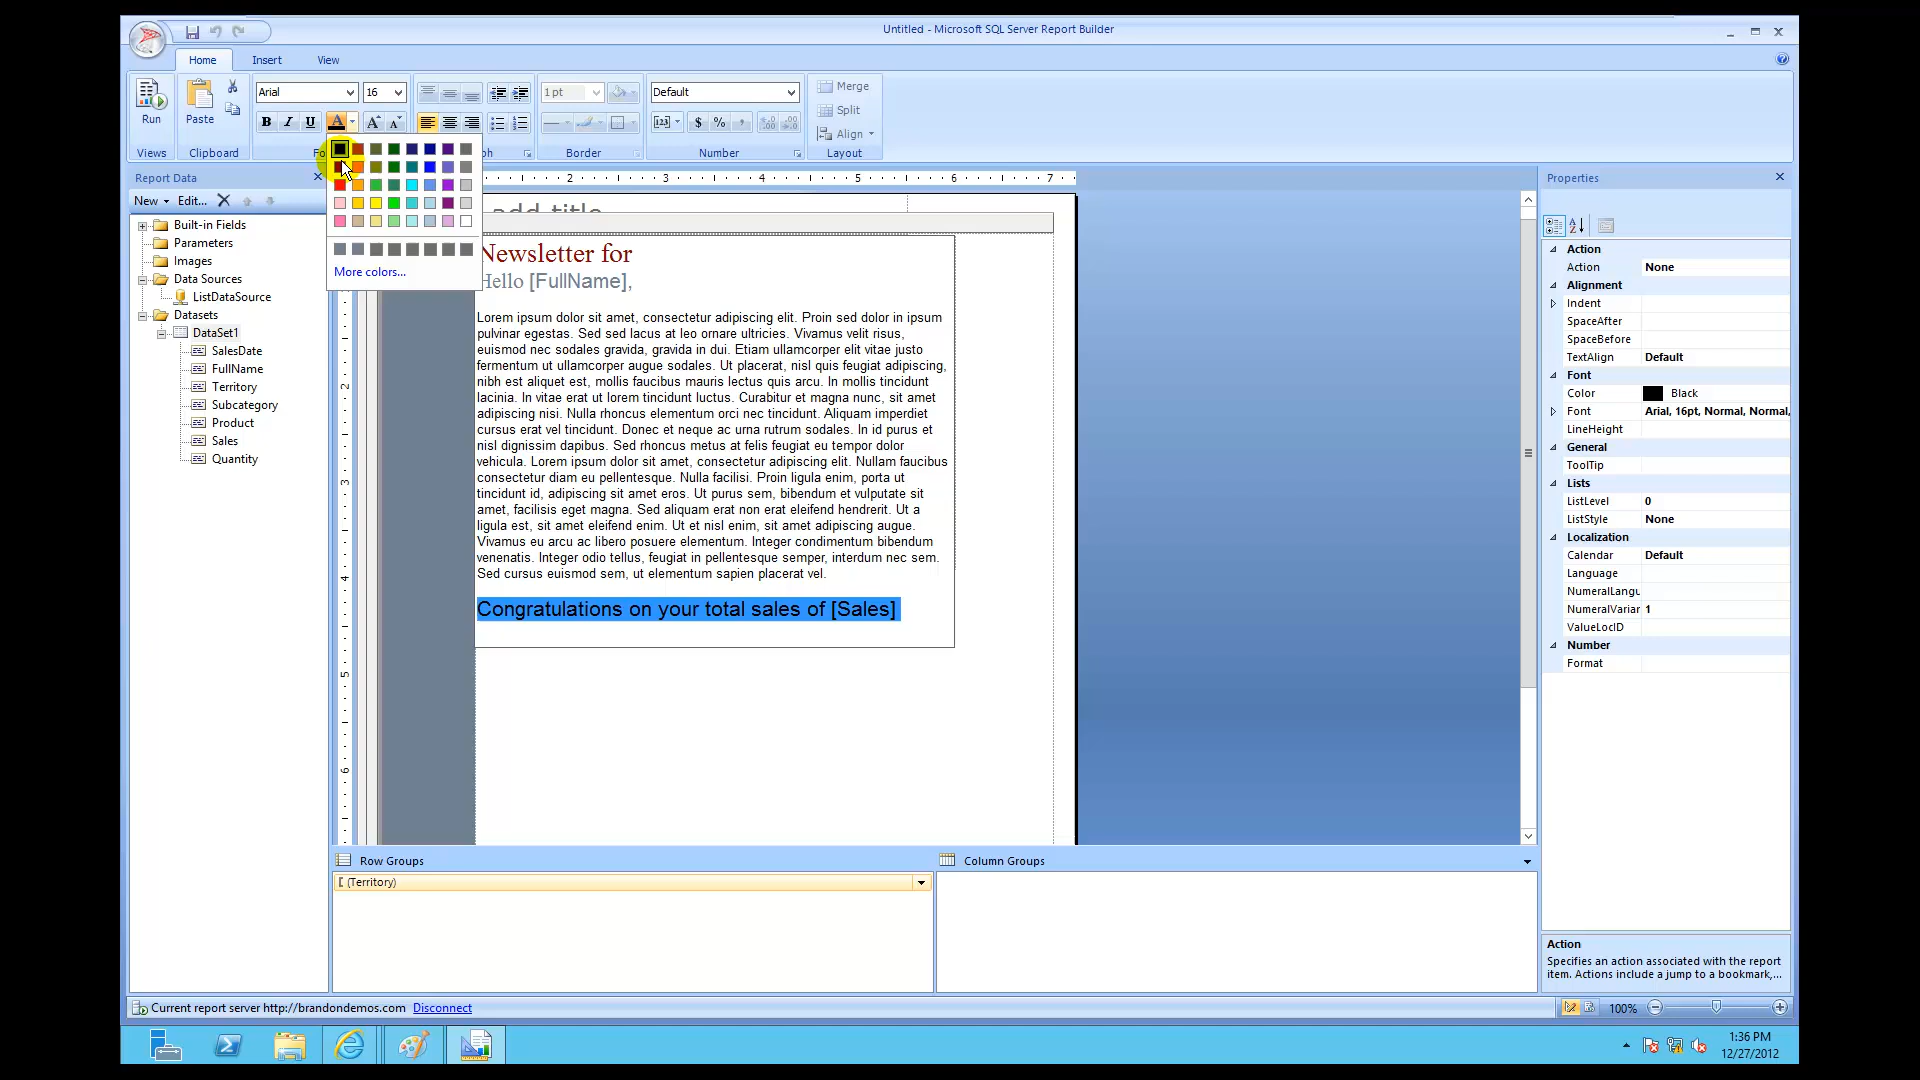 Untitled - Microsoft SQL Server Report Builder
Home Insert View
Run
Paste
Arial 16
B I U A A A
1 pt
Default
$ % ,
Merge
Split
Align
Views Clipboard Border Number Layout
Report Data
New Edit...
Built-in Fields
Parameters
Images
Data Sources
ListDataSource
Datasets
DataSet1
SalesDate
FullName
Territory
Subcategory
Product
Sales
Quantity
More colors...
2 3 4 5 6 7
2
3
4
5
6
Newsletter for
Hello [FullName],
Lorem ipsum dolor sit amet, consectetur adipiscing elit. Proin sed dolor in ipsum
pulvinar egestas. Sed sed lacus at leo ornare ultricies. Vivamus velit risus,
euismod nec sodales gravida, gravida in dui. Etiam ullamcorper elit vitae justo
fermentum ut ullamcorper augue sodales. Ut placerat, nisl quis feugiat adipiscing,
nibh est aliquet est, mollis faucibus mauris lectus quis arcu. In mollis tincidunt
lacinia. In vitae erat ut lorem tincidunt luctus. Curabitur et magna nunc, sit amet
adipiscing nisi. Nulla rhoncus elementum orci nec tincidunt. Aliquam imperdiet
cursus erat vel tincidunt. Donec et neque ac urna rutrum sodales. In id purus et
nisl dignissim dapibus. Sed rhoncus metus at felis feugiat eu tempor dolor
vehicula. Lorem ipsum dolor sit amet, consectetur adipiscing elit. Nullam faucibus
consectetur diam eu pellentesque. Nulla facilisi. Proin ligula enim, porta ut
tincidunt id, adipiscing sit amet eros. Ut purus sem, bibendum et vulputate sit
amet, facilisis eget magna. Sed aliquam erat non erat eleifend hendrerit. Ut a
ligula est, sit amet eleifend enim. Ut et nisl enim, sit amet adipiscing augue.
Vivamus eu arcu ac libero posuere elementum. Integer condimentum bibendum
venenatis. Integer odio tellus, feugiat in pellentesque semper, interdum nec sem.
Sed cursus euismod sem, ut elementum sapien placerat vel.
Congratulations on your total sales of [Sales]
Row Groups
(Territory)
Column Groups
Properties
Action
Action None
Alignment
Indent
SpaceAfter
SpaceBefore
TextAlign Default
Font
Color Black
Font Arial, 16pt, Normal, Normal,
LineHeight
General
ToolTip
Lists
ListLevel 0
ListStyle None
Localization
Calendar Default
Language
NumeralLangu
NumeralVariar 1
ValueLocID
Number
Format
Action
Specifies an action associated with the report
item. Actions include a jump to a bookmark,...
Current report server http://brandondemos.com Disconnect
100%
1:36 PM
12/27/2012